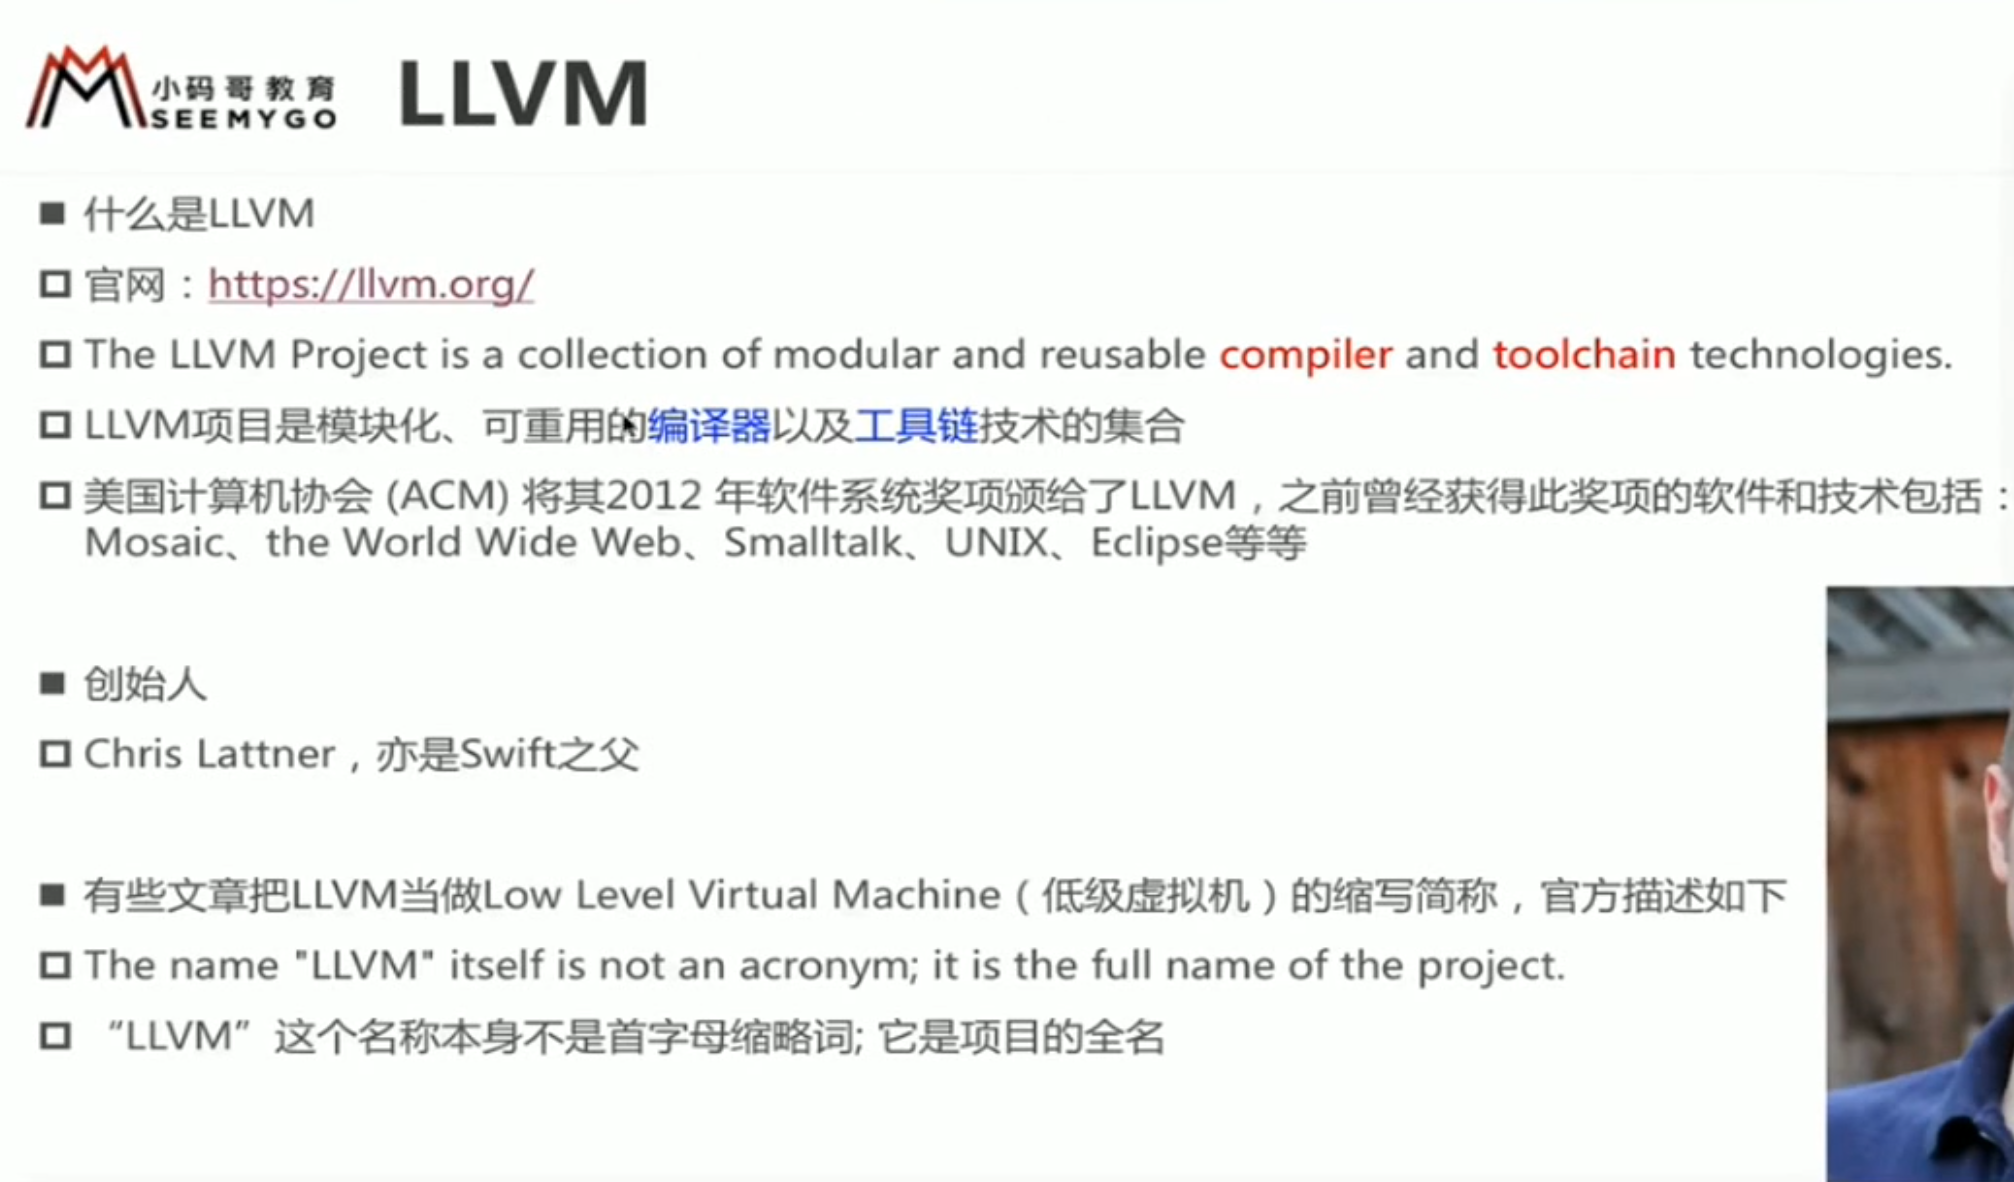 小码哥教育
SEEMYGO
LLVM
什么是LLVM
官网：https://llvm.org/
The LLVM Project is a collection of modular and reusable compiler and toolchain technologies.
LLVM项目是模块化、可重用的编译器以及工具链技术的集合
美国计算机协会 (ACM) 将其2012 年软件系统奖项颁给了LLVM，之前曾经获得此奖项的软件和技术包括：
Mosaic、the World Wide Web、Smalltalk、UNIX、Eclipse等等
创始人
Chris Lattner，亦是Swift之父
有些文章把LLVM当做Low Level Virtual Machine（低级虚拟机）的缩写简称，官方描述如下
The name "LLVM" itself is not an acronym; it is the full name of the project.
“LLVM”这个名称本身不是首字母缩略词; 它是项目的全名